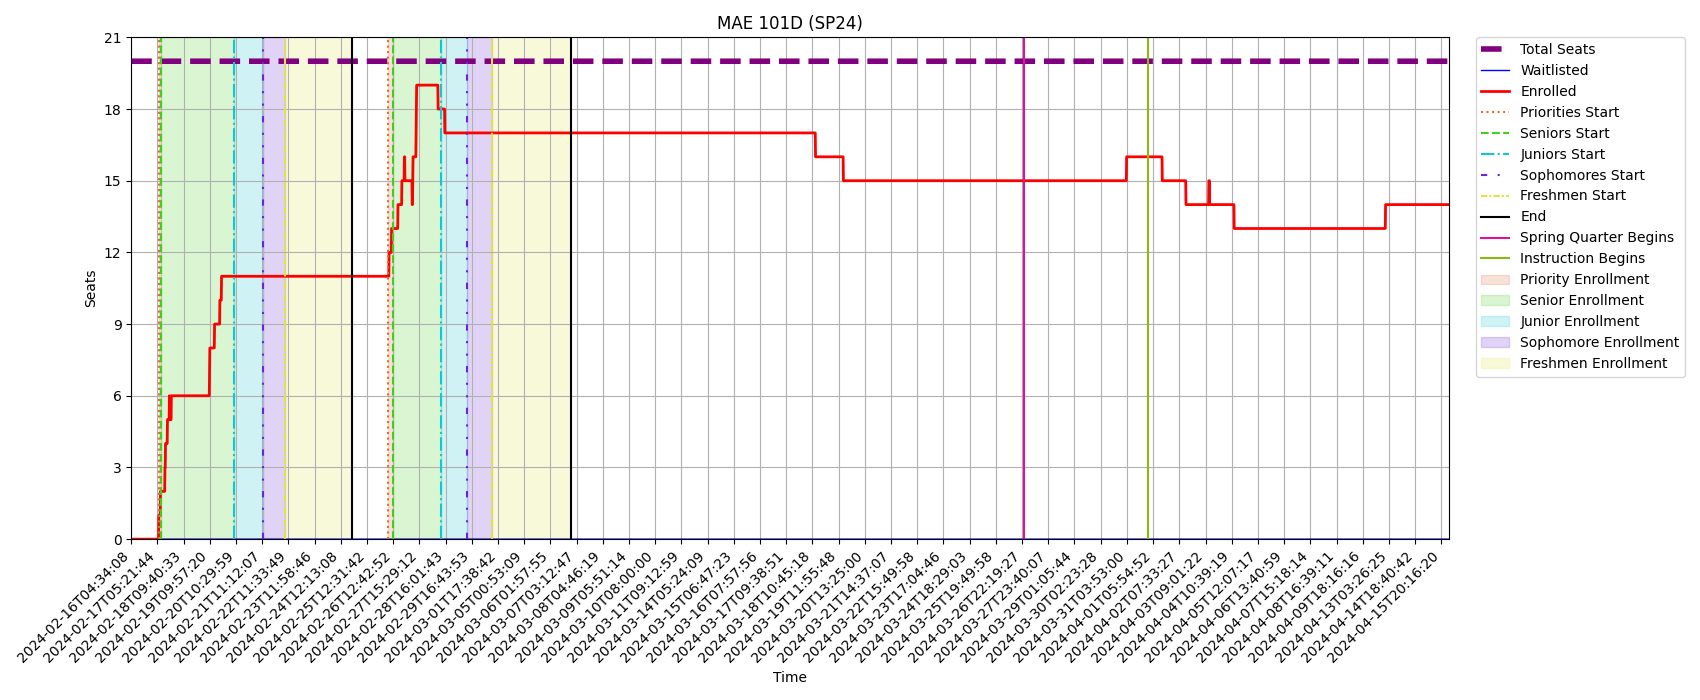 MAE 101D (SP24)
Seats
21
18
15
12
9
6
3
0
2024-02-16T04:34:08
2024-02-17T05:21:44
2024-02-18T09:40:33
2024-02-19T09:57:20
2024-02-20T10:29:59
2024-02-21T11:12:07
2024-02-22T11:33:49
2024-02-23T11:58:46
2024-02-24T12:13:08
2024-02-25T12:31:42
2024-02-26T12:42:52
2024-02-27T15:29:12
2024-02-28T16:01:43
2024-02-29T16:43:53
2024-03-01T17:38:42
2024-03-05T00:53:09
2024-03-06T01:57:55
2024-03-07T03:12:47
2024-03-08T04:46:19
2024-03-09T05:51:14
2024-03-10T08:00:00
2024-03-11T09:12:59
2024-03-14T05:24:09
2024-03-15T06:47:23
2024-03-16T07:57:56
2024-03-17T09:38:51
2024-03-18T10:45:18
2024-03-19T11:55:48
2024-03-20T13:25:00
2024-03-21T14:37:07
2024-03-22T15:49:58
2024-03-23T17:04:46
2024-03-24T18:29:03
2024-03-25T19:49:58
2024-03-26T22:19:27
2024-03-27T23:40:07
2024-03-29T01:05:44
2024-03-30T02:23:28
2024-03-31T03:53:00
2024-04-01T05:54:52
2024-04-02T07:33:27
2024-04-03T09:01:22
2024-04-04T10:39:19
2024-04-05T12:07:17
2024-04-06T13:40:59
2024-04-07T15:18:14
2024-04-08T16:39:11
2024-04-09T18:16:16
2024-04-13T03:26:25
2024-04-14T18:40:42
2024-04-15T20:16:20
Time
Total Seats
Waitlisted
Enrolled
Priorities Start
Seniors Start
Juniors Start
Sophomores Start
Freshmen Start
End
Spring Quarter Begins
Instruction Begins
Priority Enrollment
Senior Enrollment
Junior Enrollment
Sophomore Enrollment
Freshmen Enrollment